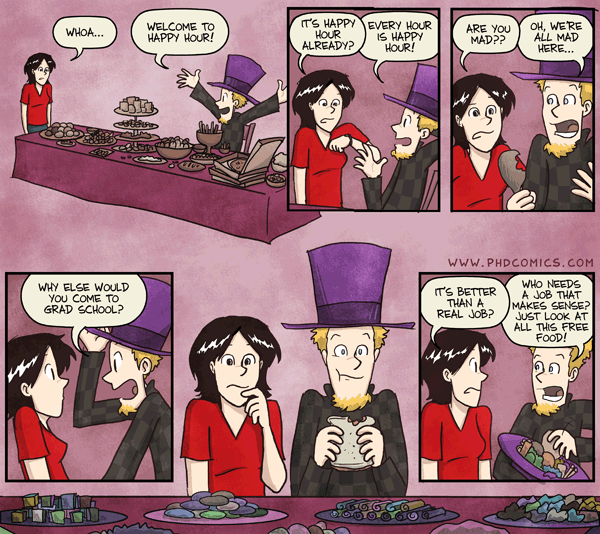 WHOA...
WELCOME TO
HAPPY HOUR!
IT'S HAPPY
HOUR
ALREADY?
EVERY HOUR
IS HAPPY
HOUR!
ARE YOU
MAD??
OH, WE'RE
ALL MAD
HERE...
WWW.PHDCOMICS.COM
WHY ELSE WOULD
YOU COME TO
GRAD SCHOOL?
IT'S BETTER
THAN A
REAL JOB?
WHO NEEDS
A JOB THAT
MAKES SENSE?
JUST LOOK AT
ALL THIS FREE
FOOD!